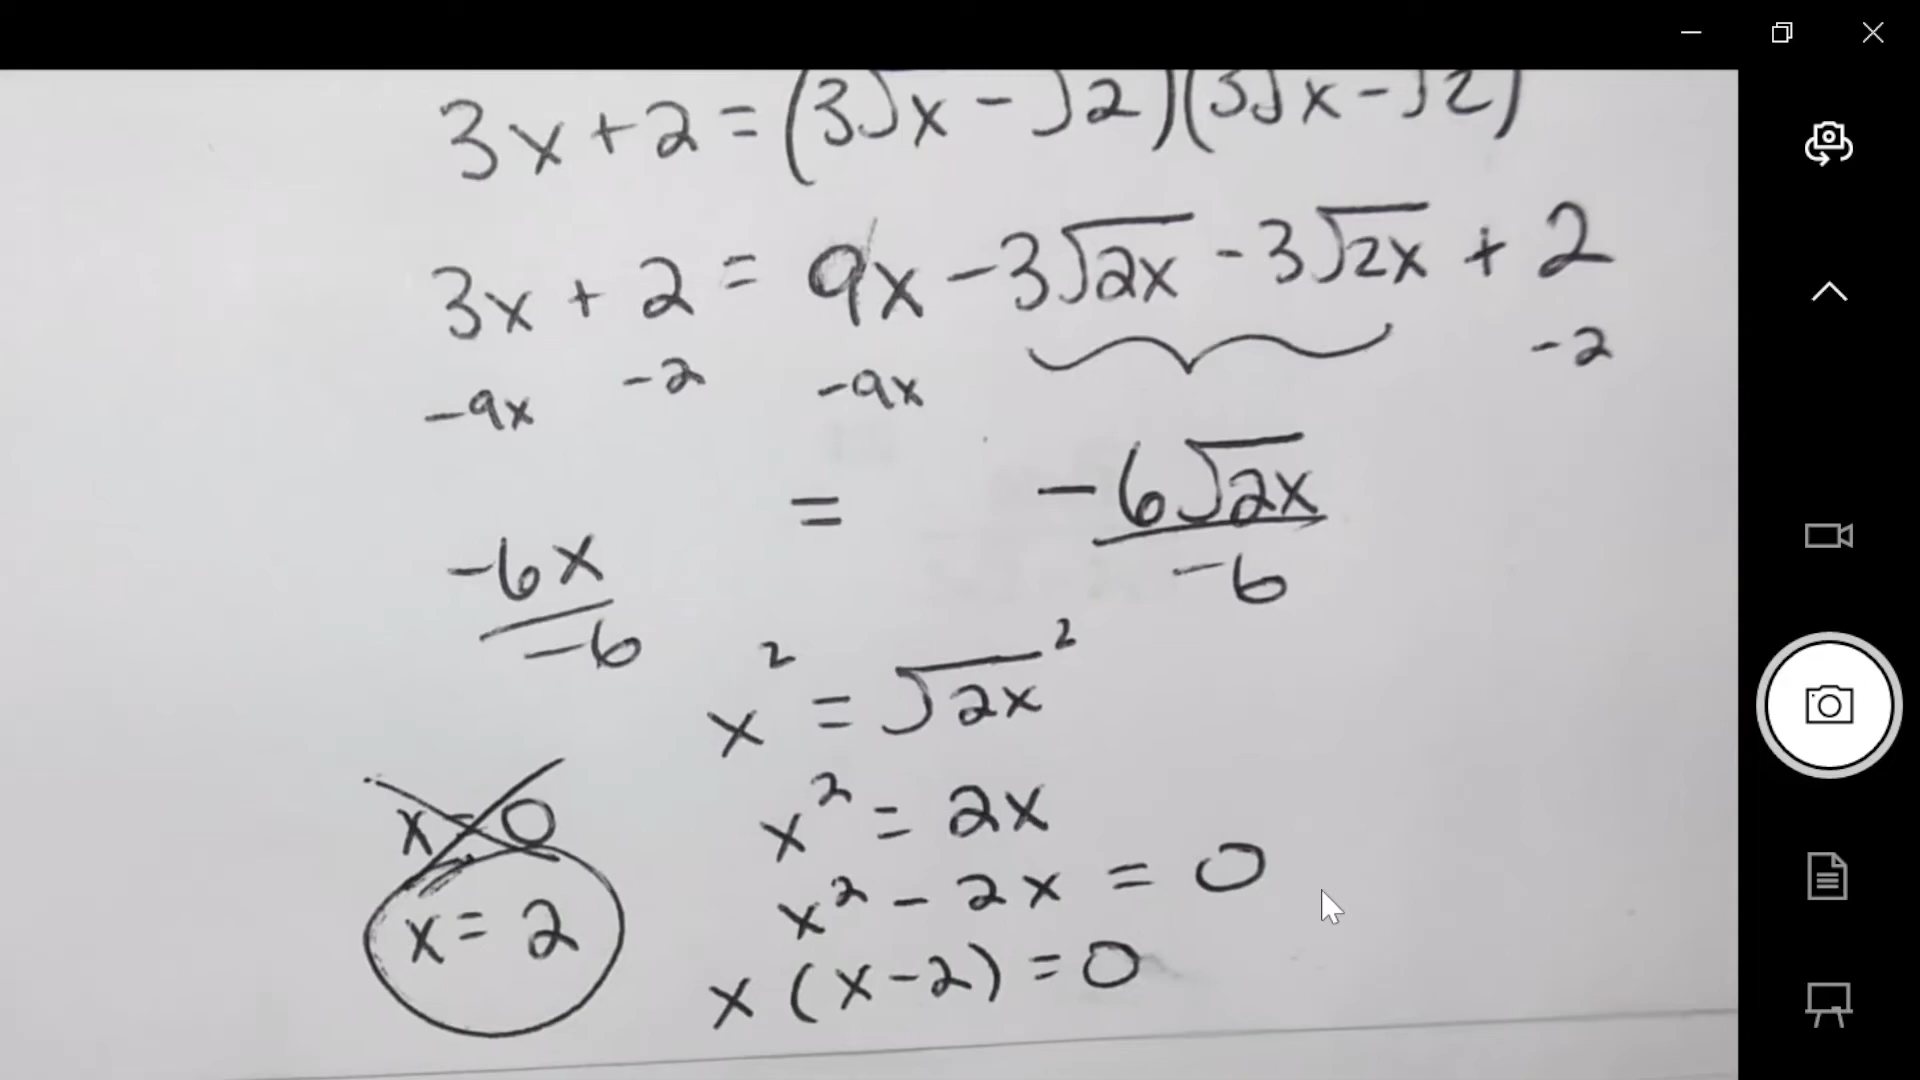 3x + 2 = (3√x - √2)(3√x - √2)
3x + 2 = 9x - 3√2x - 3√2x + 2
-9x -2 -9x -2
= -6√2x
-6x -6
-6
x² = √2x²
x = 0 x² = 2x
x² - 2x = 0
x = 2
x (x - 2) = 0